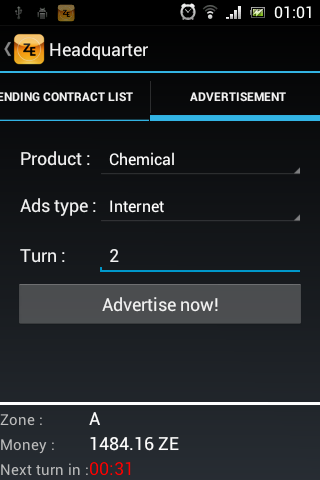 01:01
ZE Headquarter
ENDING CONTRACT LIST ADVERTISEMENT
Product : Chemical
Ads type : Internet
Turn : 2
Advertise now!
Zone : A
Money : 1484.16 ZE
Next turn in : 00:31